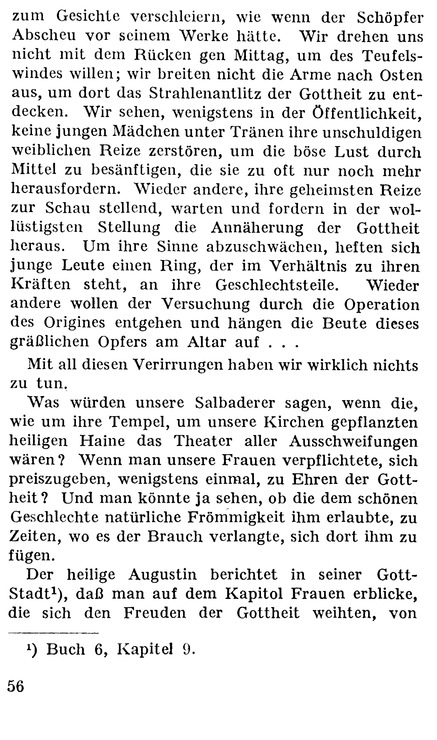 zum Gesichte verschleiern, wie wenn der Schöpfer
Abscheu vor seinem Werke hätte. Wir drehen uns
nicht mit dem Rücken gen Mittag, um des Teufels-
windes willen; wir breiten nicht die Arme nach Osten
aus, um dort das Strahlenantlitz der Gottheit zu ent-
decken. Wir sehen, wenigstens in der Öffentlichkeit,
keine jungen Mädchen unter Tränen ihre unschuldigen
weiblichen Reize zerstören, um die böse Lust durch
Mittel zu besänftigen, die sie zu oft nur noch mehr
herausfordern. Wieder andere, ihre geheimsten Reize
zur Schau stellend, warten und fordern in der wol-
lüstigsten Stellung die Annäherung der Gottheit
heraus. Um ihre Sinne abzuschwächen, heften sich
junge Leute einen Ring, der im Verhältnis zu ihren
Kräften steht, an ihre Geschlechtsteile. Wieder
andere wollen der Versuchung durch die Operation
des Origines entgehen und hängen die Beute dieses
gräßlichen Opfers am Altar auf . . .
Mit all diesen Verirrungen haben wir wirklich nichts
zu tun.
Was würden unsere Salbaderer sagen, wenn die,
wie um ihre Tempel, um unsere Kirchen gepflanzten
heiligen Haine das Theater aller Ausschweifungen
wären? Wenn man unsere Frauen verpflichtete, sich
preiszugeben, wenigstens einmal, zu Ehren der Gott-
heit? Und man könnte ja sehen, ob die dem schönen
Geschlechte natürliche Frömmigkeit ihm erlaubte, zu
Zeiten, wo es der Brauch verlangte, sich dort ihm zu
fügen.
Der heilige Augustin berichtet in seiner Gott-
Stadt¹), daß man auf dem Kapitol Frauen erblicke,
die sich den Freuden der Gottheit weihten, von
¹) Buch 6, Kapitel 9.
56